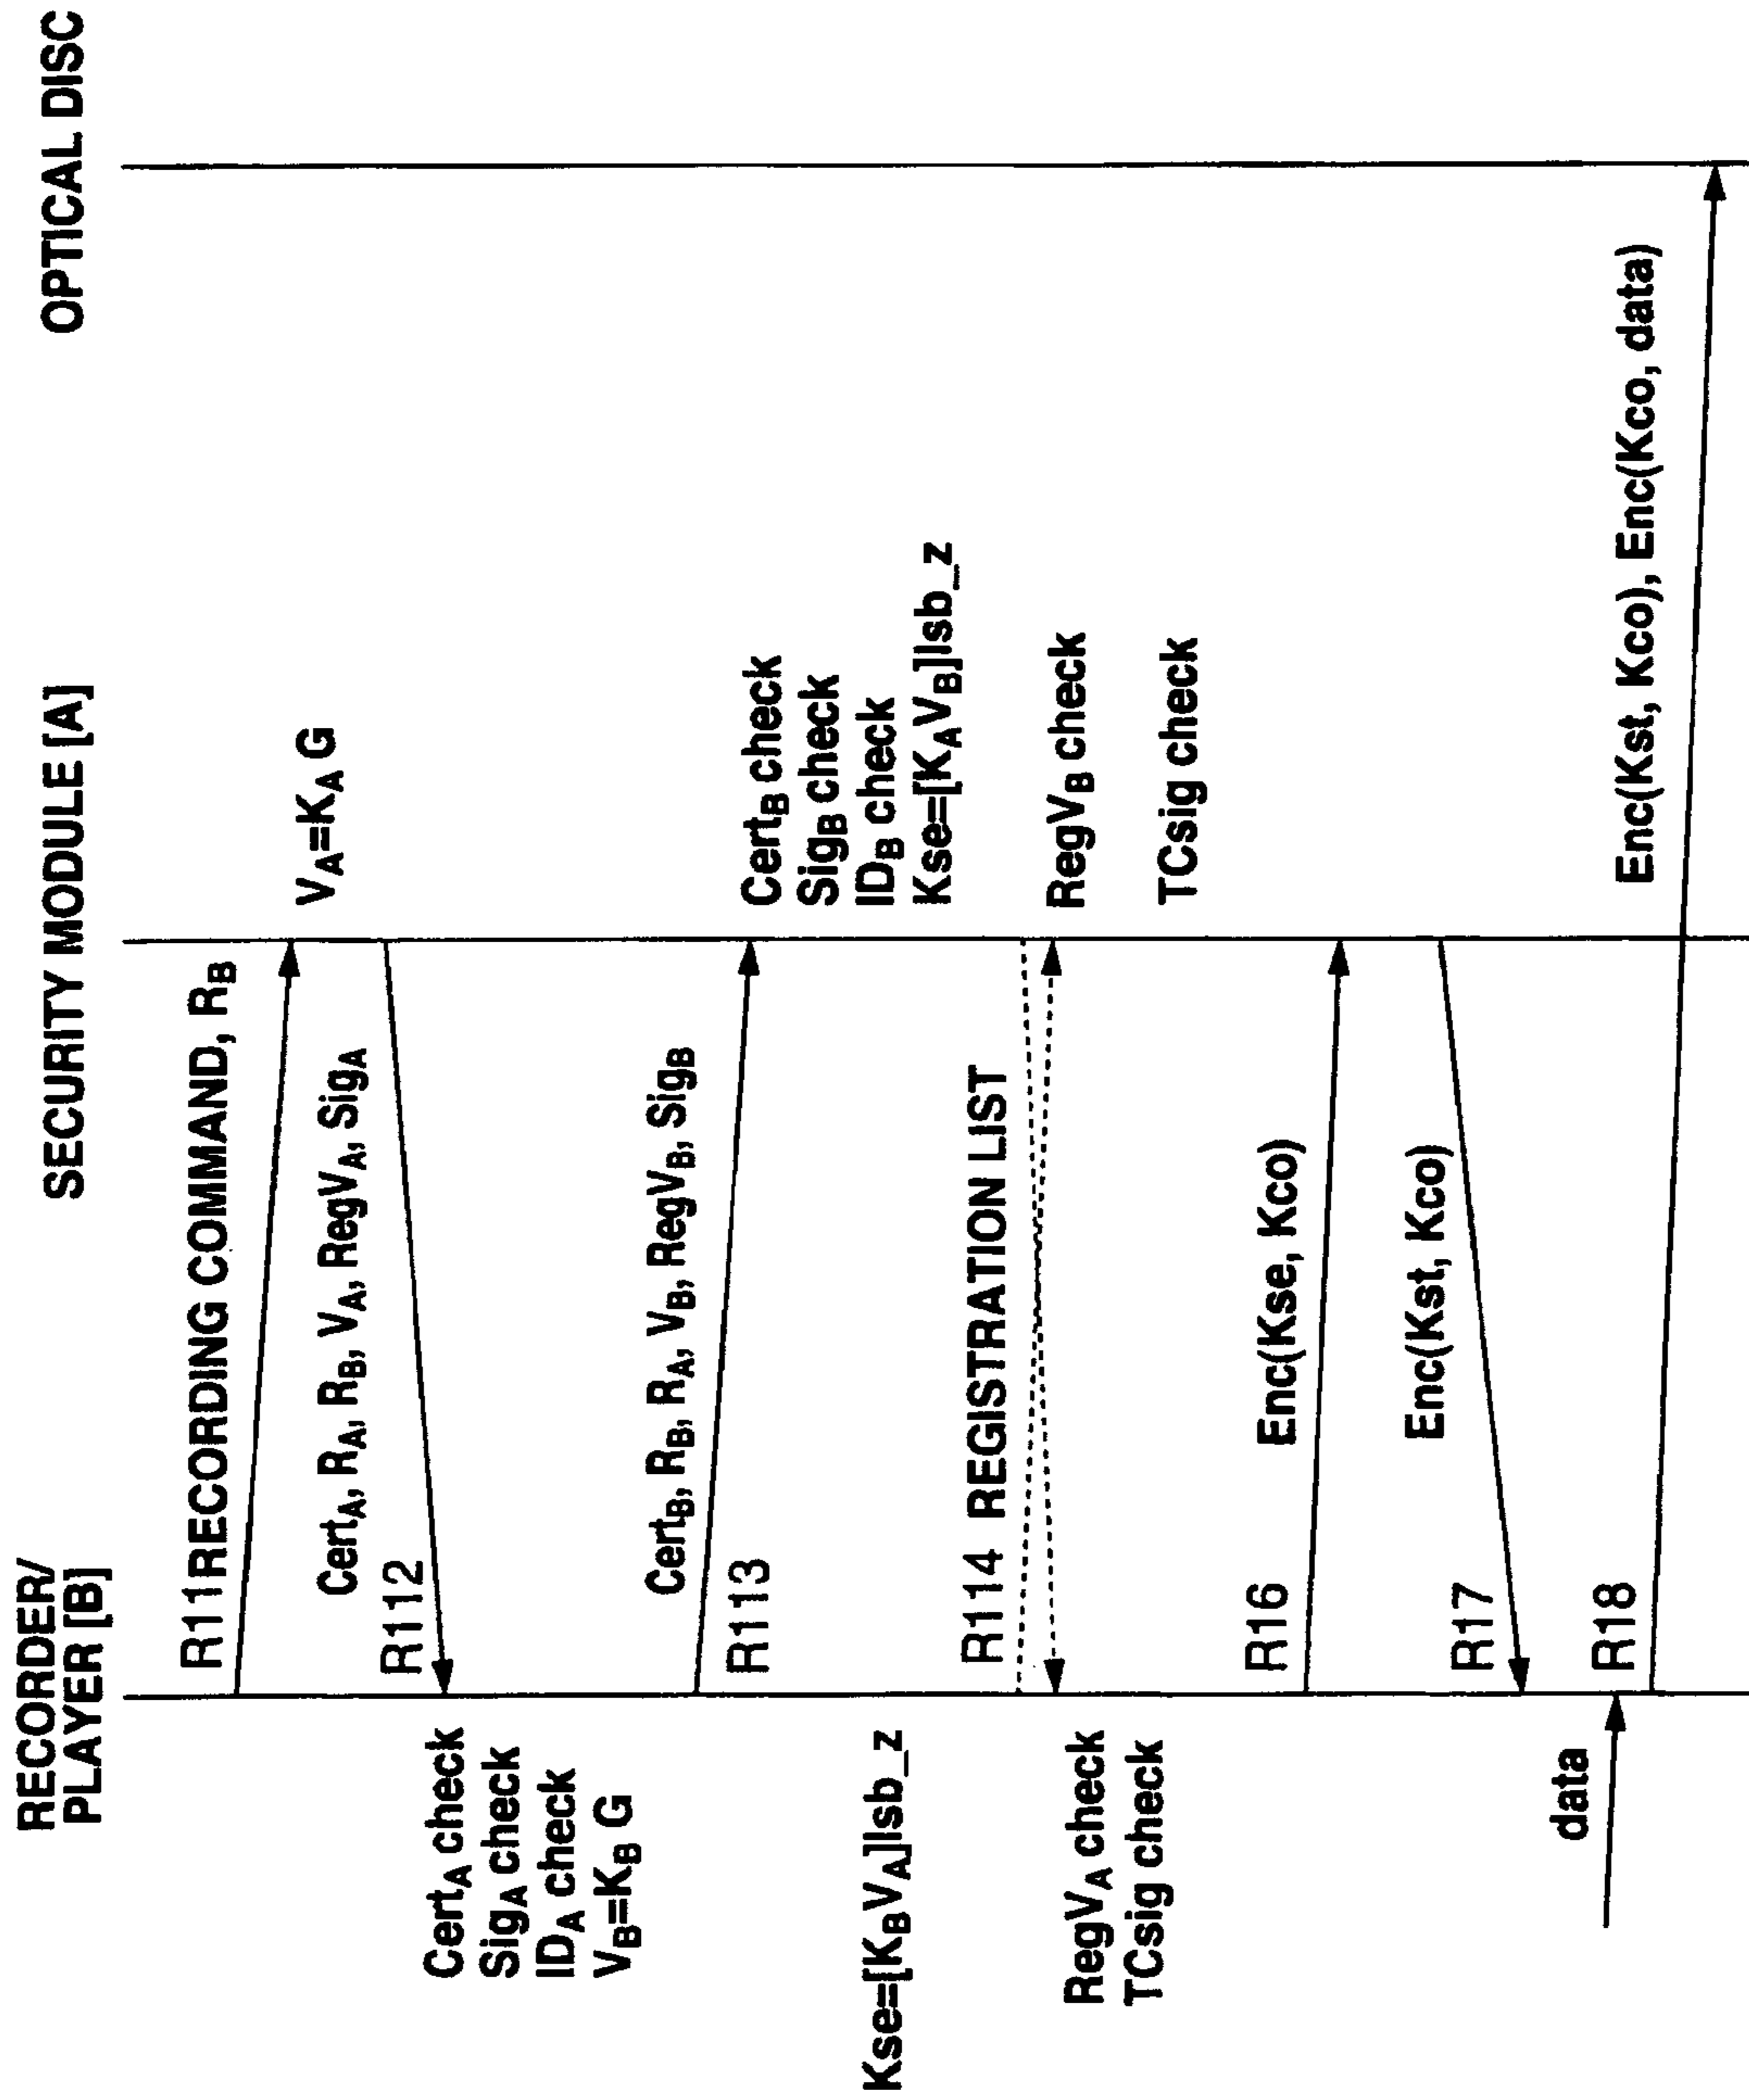 RECORDER/
PLAYER [B]
SECURITY MODULE [A]
OPTICAL DISC
R11 RECORDING COMMAND, R_B
V_A=K_A G
Cert_A, R_A, R_B, V_A, RegV_A, Sig_A
R112
Cert_A check
Sig_A check
ID_A check
V_B=K_B G
Cert_B, R_B, R_A, V_B, RegV_B, Sig_B
R113
Cert_B check
Sig_B check
ID_B check
Kse=[K_A V_B]lsb_z
Kse=[K_B V_A]lsb_z
R114 REGISTRATION LIST
RegV_A check
TCsig check
RegV_B check
TCsig check
R16
Enc(Kse, Kco)
Enc(Kst, Kco)
R17
data
R18
Enc(Kst, Kco), Enc(Kco, data)